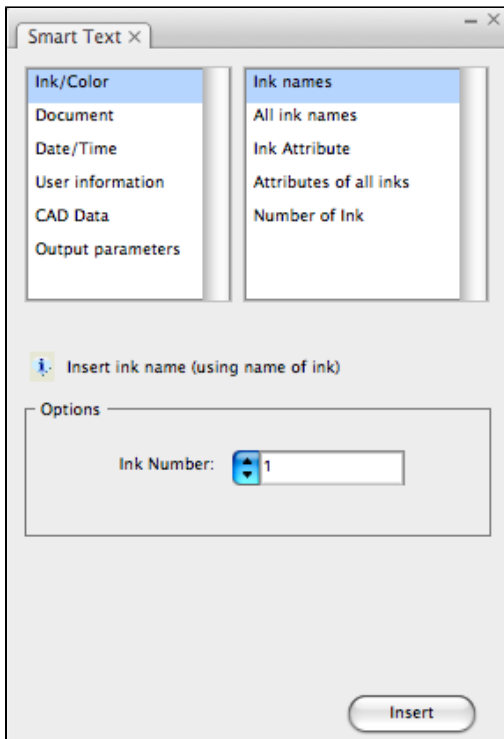 Smart Text
Ink/Color
Document
Date/Time
User information
CAD Data
Output parameters
Ink names
All ink names
Ink Attribute
Attributes of all inks
Number of Ink
Insert ink name (using name of ink)
Options
Ink Number: 1
Insert